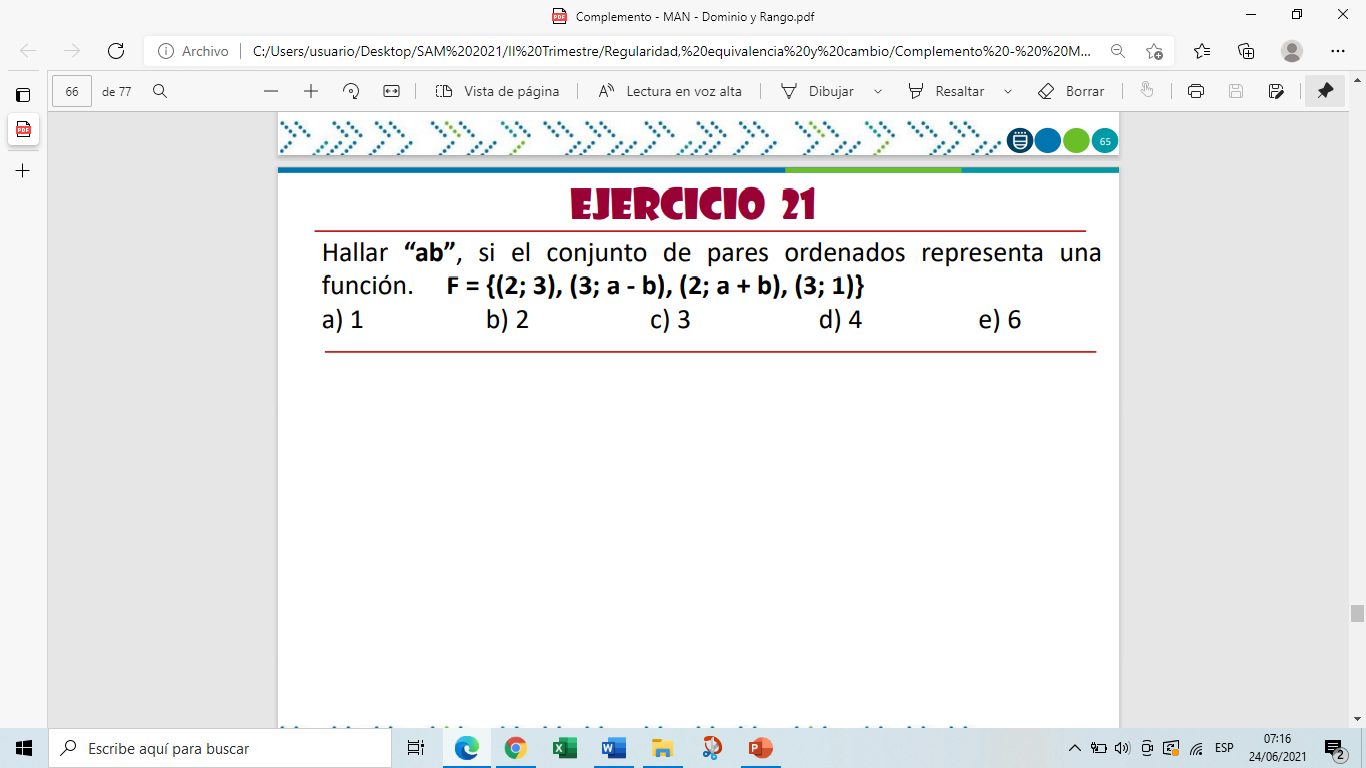 Complemento - MAN - Dominio y Rango.pdf
Archivo C:/Users/usuario/Desktop/SAM%202021/II%20Trimestre/Regularidad,%20equivalencia%20y%20cambio/Complemento%20-%20%20M...
66 de 77 Vista de página Lectura en voz alta Dibujar Resaltar Borrar
65
EJERCICIO 21
Hallar “ab”, si el conjunto de pares ordenados representa una
función. F = {(2; 3), (3; a - b), (2; a + b), (3; 1)}
a) 1 b) 2 c) 3 d) 4 e) 6
Escribe aquí para buscar
ESP
07:16
24/06/2021
2